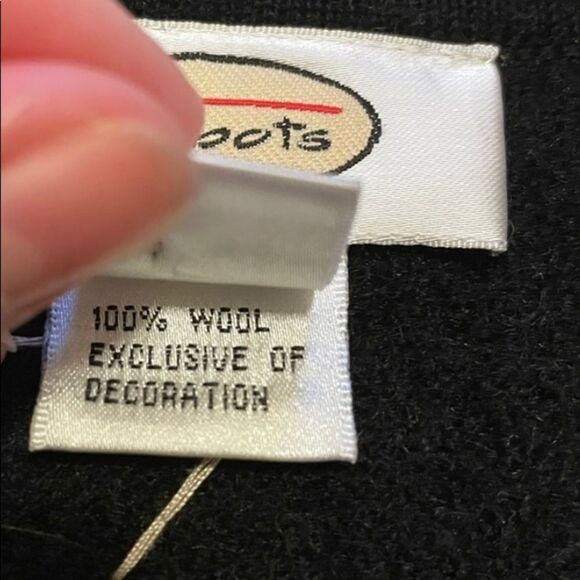 oots
100% WOOL
EXCLUSIVE OF
DECORATION